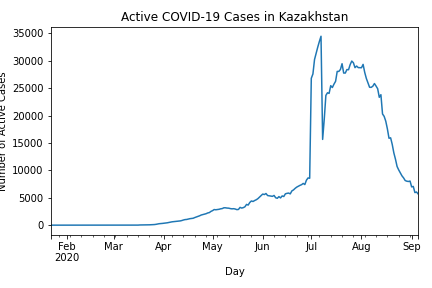 Active COVID-19 Cases in Kazakhstan
Number of Active Cases
35000
30000
25000
20000
15000
10000
5000
0
Feb Mar Apr May Jun Jul Aug Sep
2020
Day